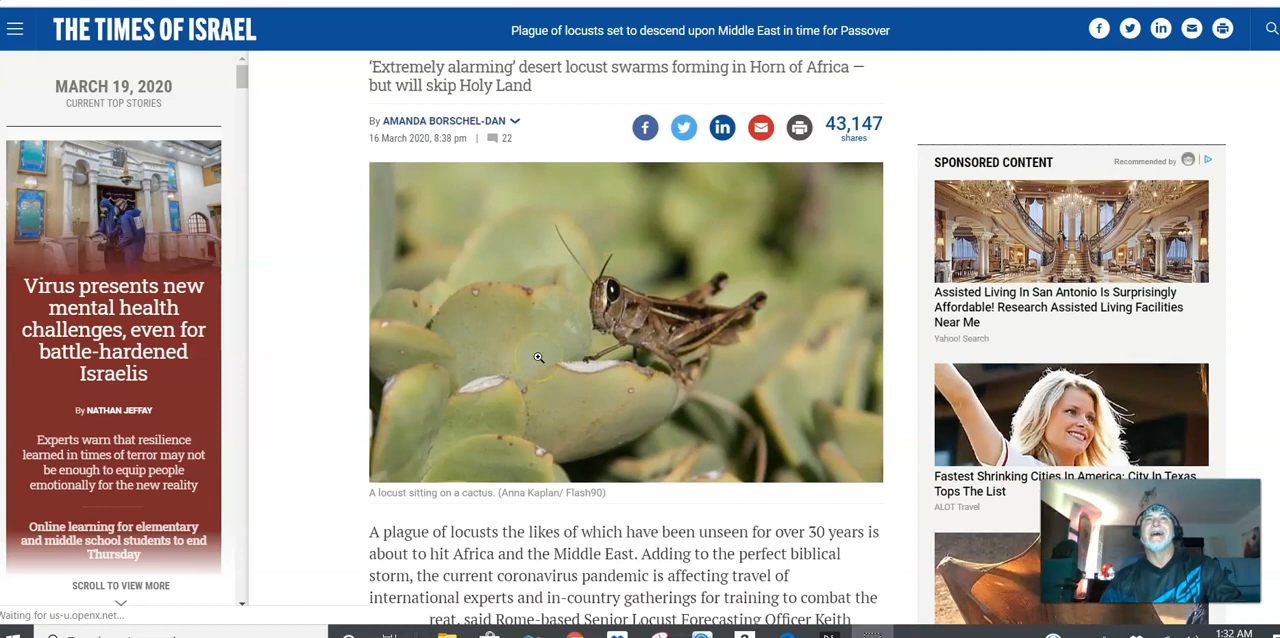 THE TIMES OF ISRAEL
Plague of locusts set to descend upon Middle East in time for Passover
MARCH 19, 2020
CURRENT TOP STORIES
Virus presents new
mental health
challenges, even for
battle-hardened
Israelis
By NATHAN JEFFAY
Experts warn that resilience
learned in times of terror may not
be enough to equip people
emotionally for the new reality
Online learning for elementary
and middle school students to end
Thursday
SCROLL TO VIEW MORE
Waiting for us-u.openx.net...
'Extremely alarming' desert locust swarms forming in Horn of Africa —
but will skip Holy Land
By AMANDA BORSCHEL-DAN
16 March 2020, 8:38 pm | 22
43,147
shares
A locust sitting on a cactus. (Anna Kaplan/ Flash90)
A plague of locusts the likes of which have been unseen for over 30 years is
about to hit Africa and the Middle East. Adding to the perfect biblical
storm, the current coronavirus pandemic is affecting travel of
international experts and in-country gatherings for training to combat the
reat, said Rome-based Senior Locust Forecasting Officer Keith
SPONSORED CONTENT
Recommended by
Assisted Living In San Antonio Is Surprisingly
Affordable! Research Assisted Living Facilities
Near Me
Yahoo! Search
Fastest Shrinking Cities In America: City In Texas
Tops The List
ALOT Travel
1:32 AM